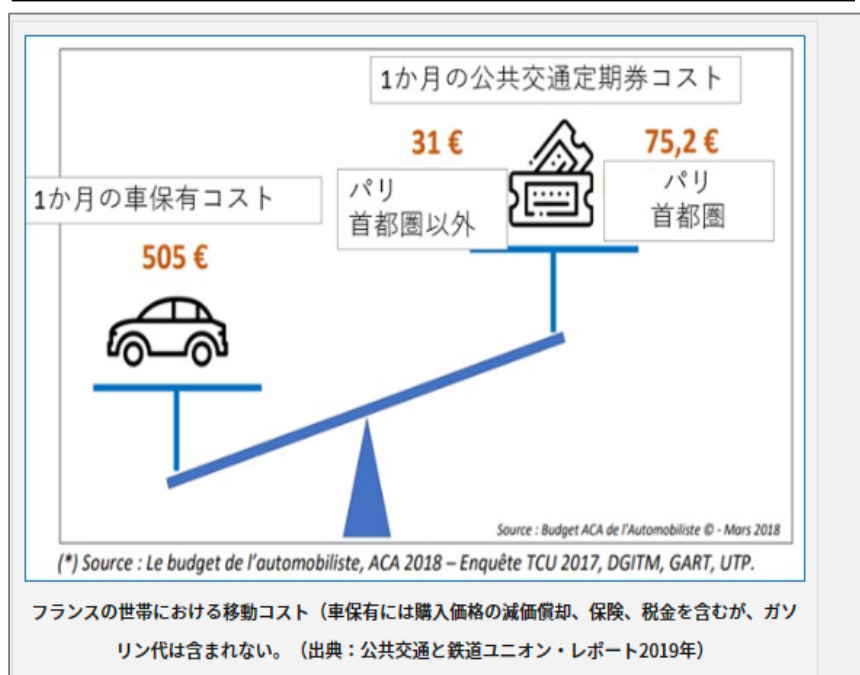 1か月の公共交通定期券コスト
31 €
75,2 €
パリ
首都圏以外
パリ
首都圏
1か月の車保有コスト
505 €
Source : Budget ACA de l'Automobiliste © - Mars 2018
(*) Source : Le budget de l'automobiliste, ACA 2018 – Enquête TCU 2017, DGITM, GART, UTP.
フランスの世帯における移動コスト（車保有には購入価格の減価償却、保険、税金を含むが、ガソ
リン代は含まれない。（出典：公共交通と鉄道ユニオン・レポート2019年）